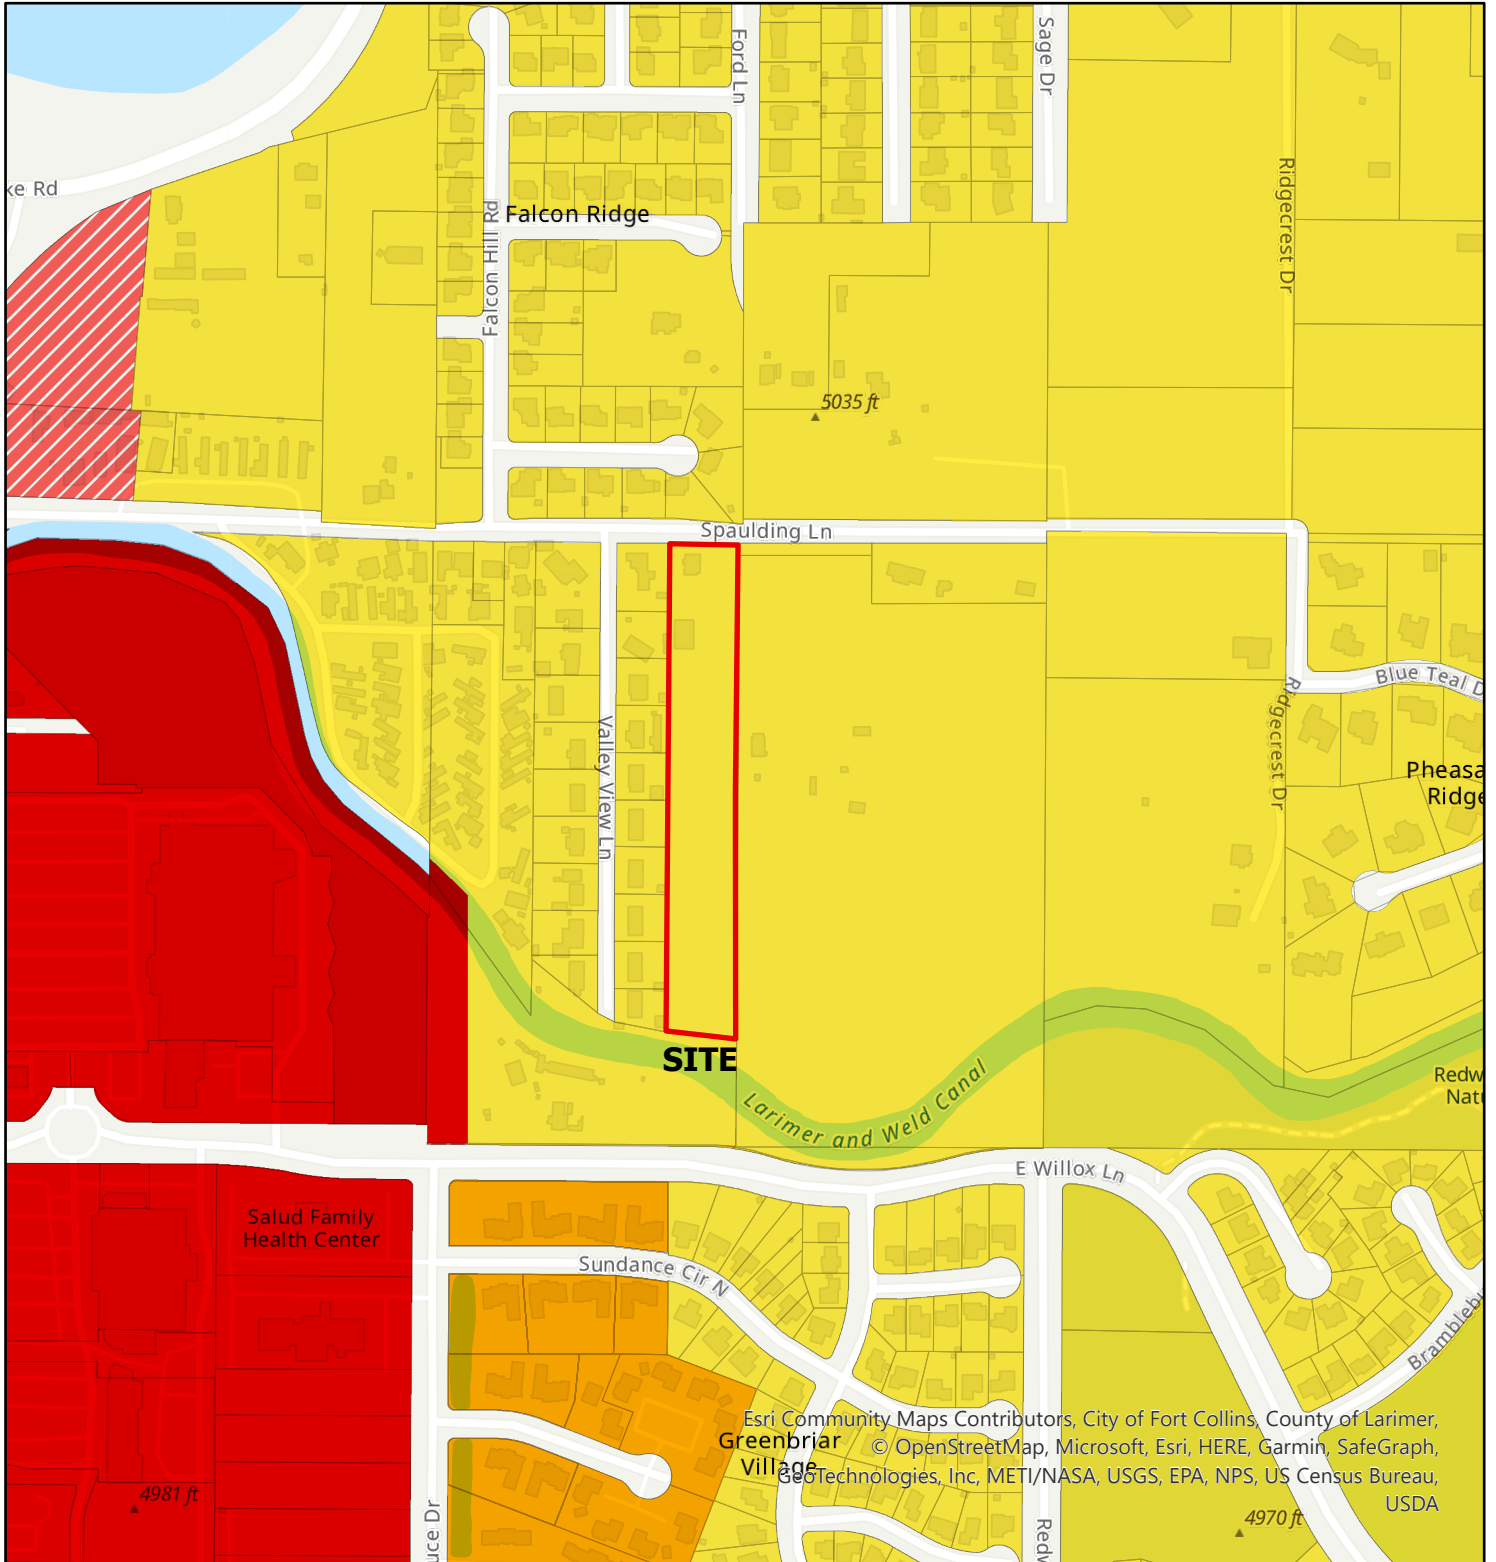 Ford Ln
Sage Dr
ke Rd
Falcon Hill Rd
Falcon Ridge
Ridgecrest Dr
5035 ft
Spaulding Ln
Valley View Ln
Ridgecrest Dr
Blue Teal D
Pheasa
Ridge
SITE
Larimer and Weld Canal
Redw
Natu
E Willox Ln
Salud Family
Health Center
Sundance Cir N
Bramblebu
Greenbriar
Village
Esri Community Maps Contributors, City of Fort Collins, County of Larimer,
© OpenStreetMap, Microsoft, Esri, HERE, Garmin, SafeGraph,
GeoTechnologies, Inc, METI/NASA, USGS, EPA, NPS, US Census Bureau,
USDA
4981 ft
uce Dr
Redw
4970 ft